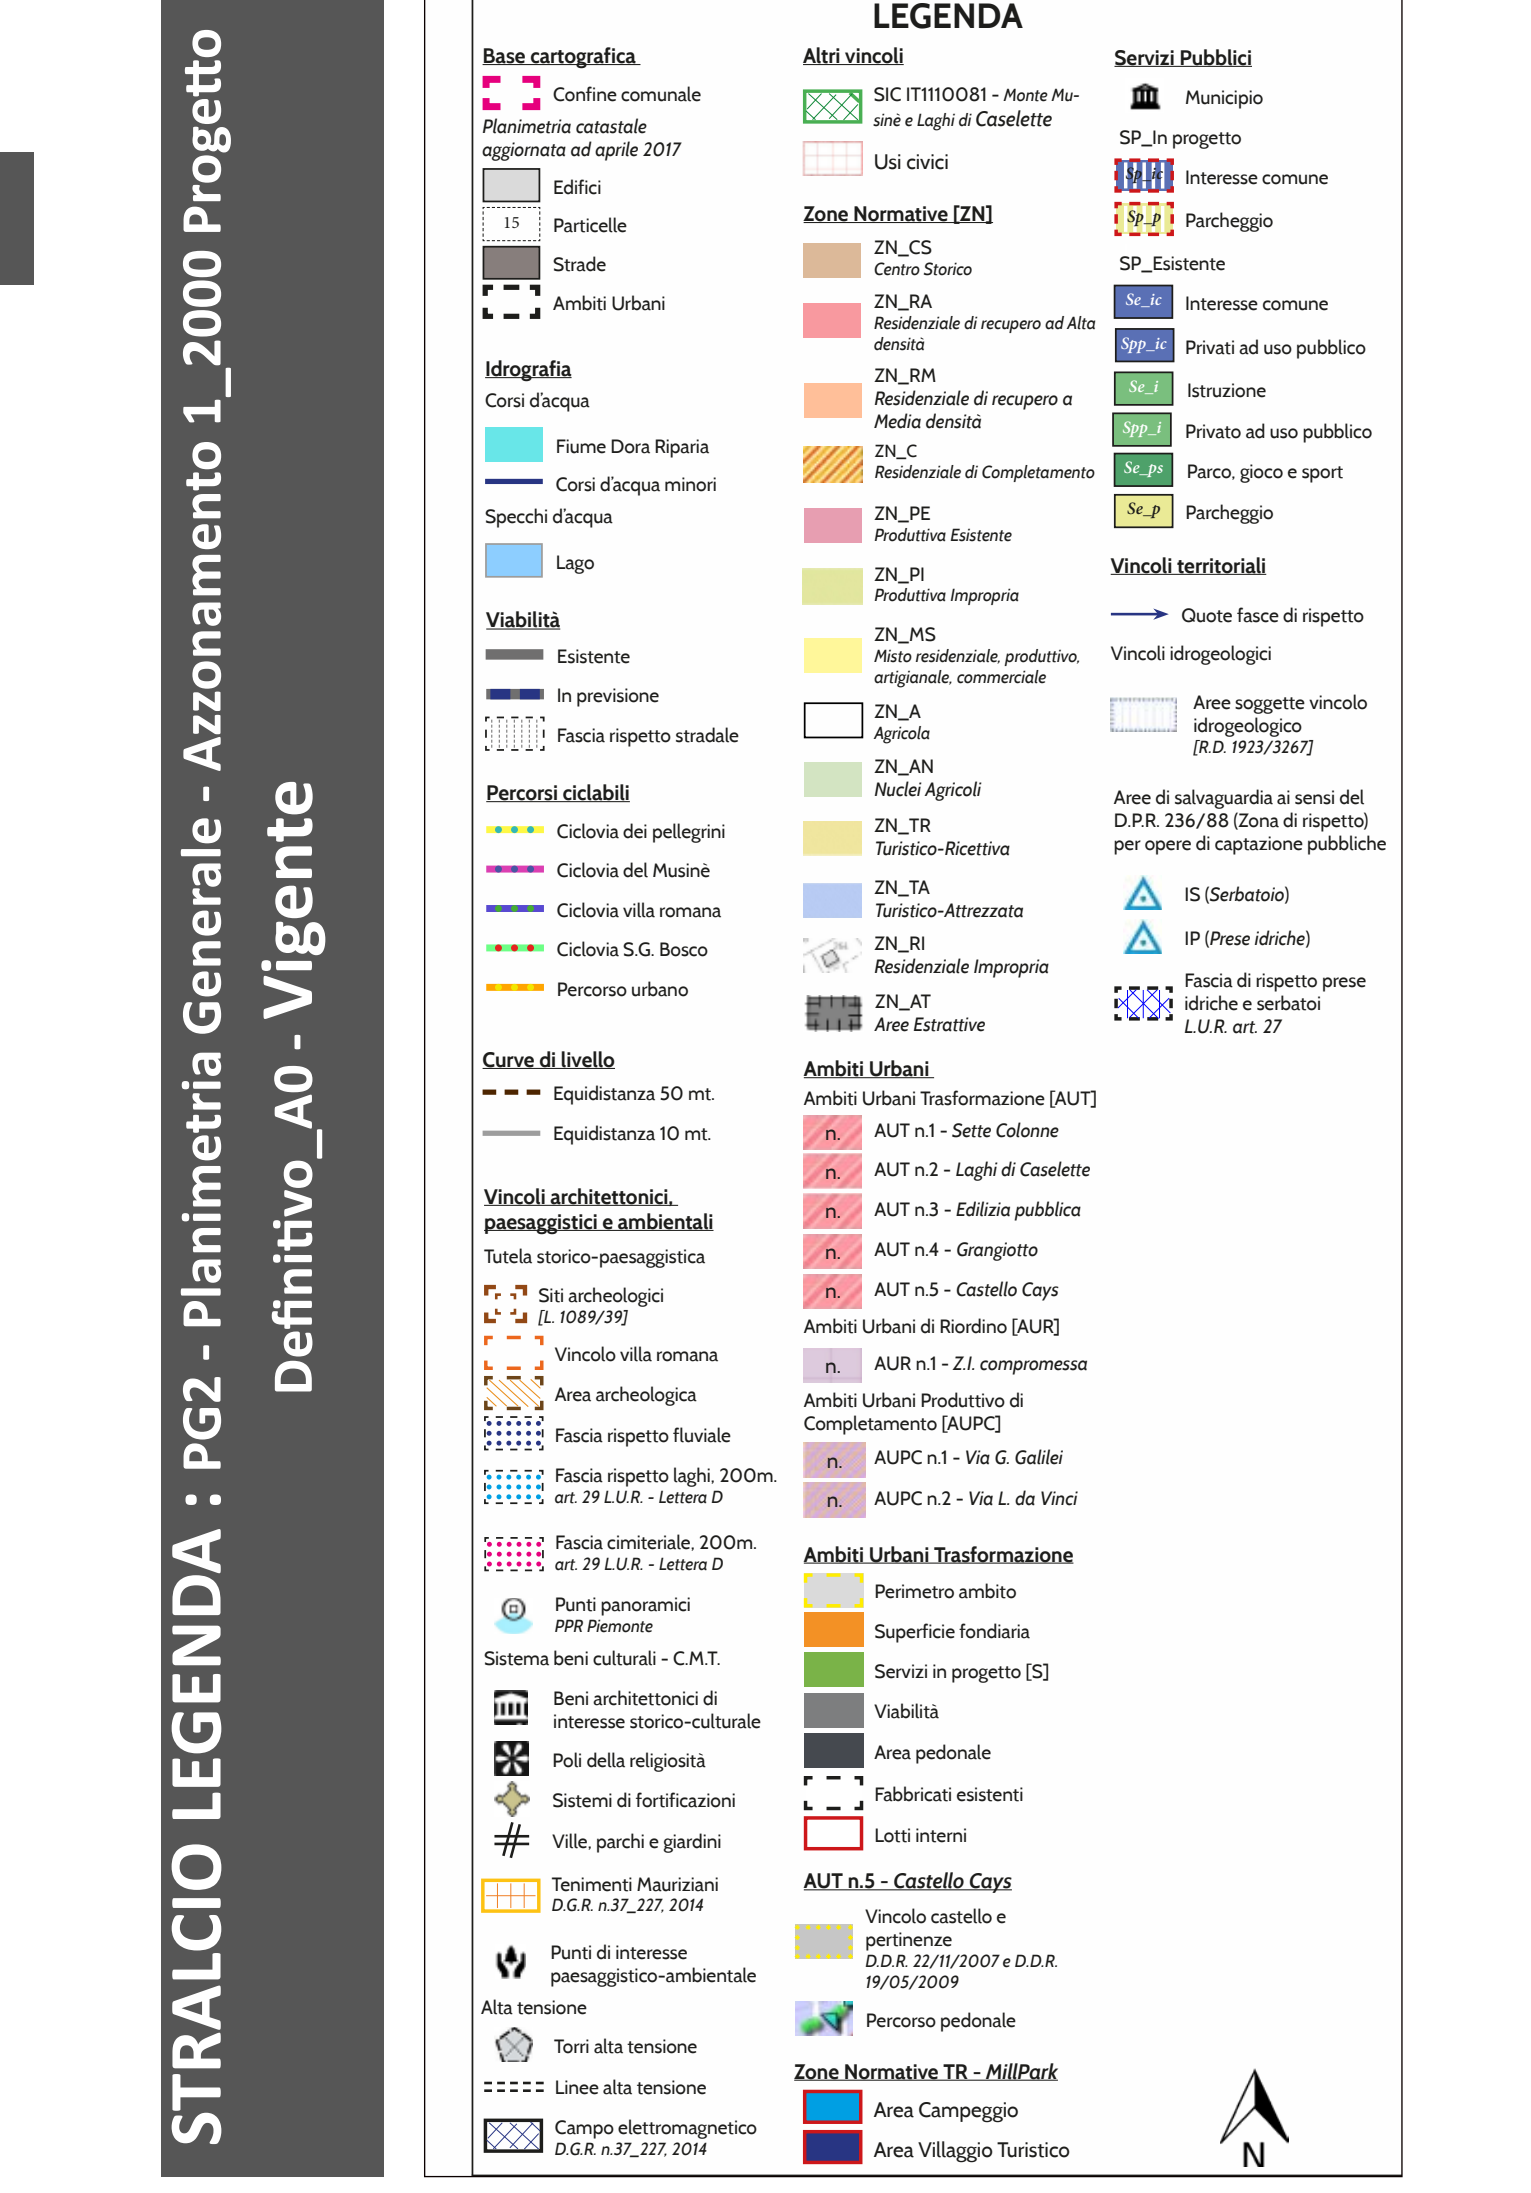 STRALCIO LEGENDA : PG2 - Planimetria Generale - Azzonamento 1_2000 Progetto
Definitivo_A0 - Vigente
LEGENDA
Base cartografica
Confine comunale
Planimetria catastale
aggiornata ad aprile 2017
Edifici
15
Particelle
Strade
Ambiti Urbani
Idrografia
Corsi d'acqua
Fiume Dora Riparia
Corsi d'acqua minori
Specchi d'acqua
Lago
Viabilità
Esistente
In previsione
Fascia rispetto stradale
Percorsi ciclabili
Ciclovia dei pellegrini
Ciclovia del Musinè
Ciclovia villa romana
Ciclovia S.G. Bosco
Percorso urbano
Curve di livello
Equidistanza 50 mt.
Equidistanza 10 mt.
Vincoli architettonici,
paesaggistici e ambientali
Tutela storico-paesaggistica
Siti archeologici
[L. 1089/39]
Vincolo villa romana
Area archeologica
Fascia rispetto fluviale
Fascia rispetto laghi, 200m.
art. 29 L.U.R. - Lettera D
Fascia cimiteriale, 200m.
art. 29 L.U.R. - Lettera D
Punti panoramici
PPR Piemonte
Sistema beni culturali - C.M.T.
Beni architettonici di
interesse storico-culturale
Poli della religiosità
Sistemi di fortificazioni
Ville, parchi e giardini
Tenimenti Mauriziani
D.G.R. n.37_227, 2014
Punti di interesse
paesaggistico-ambientale
Alta tensione
Torri alta tensione
Linee alta tensione
Campo elettromagnetico
D.G.R. n.37_227, 2014
Altri vincoli
SIC IT1110081 - Monte Mu-
sinè e Laghi di Caselette
Usi civici
Zone Normative [ZN]
ZN_CS
Centro Storico
ZN_RA
Residenziale di recupero ad Alta
densità
ZN_RM
Residenziale di recupero a
Media densità
ZN_C
Residenziale di Completamento
ZN_PE
Produttiva Esistente
ZN_PI
Produttiva Impropria
ZN_MS
Misto residenziale, produttivo,
artigianale, commerciale
ZN_A
Agricola
ZN_AN
Nuclei Agricoli
ZN_TR
Turistico-Ricettiva
ZN_TA
Turistico-Attrezzata
ZN_RI
Residenziale Impropria
ZN_AT
Aree Estrattive
Ambiti Urbani
Ambiti Urbani Trasformazione [AUT]
n. AUT n.1 - Sette Colonne
n. AUT n.2 - Laghi di Caselette
n. AUT n.3 - Edilizia pubblica
n. AUT n.4 - Grangiotto
n. AUT n.5 - Castello Cays
Ambiti Urbani di Riordino [AUR]
n. AUR n.1 - Z.I. compromessa
Ambiti Urbani Produttivo di
Completamento [AUPC]
n. AUPC n.1 - Via G. Galilei
n. AUPC n.2 - Via L. da Vinci
Ambiti Urbani Trasformazione
Perimetro ambito
Superficie fondiaria
Servizi in progetto [S]
Viabilità
Area pedonale
Fabbricati esistenti
Lotti interni
AUT n.5 - Castello Cays
Vincolo castello e
pertinenze
D.D.R. 22/11/2007 e D.D.R.
19/05/2009
Percorso pedonale
Zone Normative TR - MillPark
Area Campeggio
Area Villaggio Turistico
Servizi Pubblici
Municipio
SP_In progetto
Sp_ic Interesse comune
Sp_p Parcheggio
SP_Esistente
Se_ic Interesse comune
Spp_ic Privati ad uso pubblico
Se_i Istruzione
Spp_i Privato ad uso pubblico
Se_ps Parco, gioco e sport
Se_p Parcheggio
Vincoli territoriali
Quote fasce di rispetto
Vincoli idrogeologici
Aree soggette vincolo
idrogeologico
[R.D. 1923/3267]
Aree di salvaguardia ai sensi del
D.P.R. 236/88 (Zona di rispetto)
per opere di captazione pubbliche
IS (Serbatoio)
IP (Prese idriche)
Fascia di rispetto prese
idriche e serbatoi
L.U.R. art. 27
N